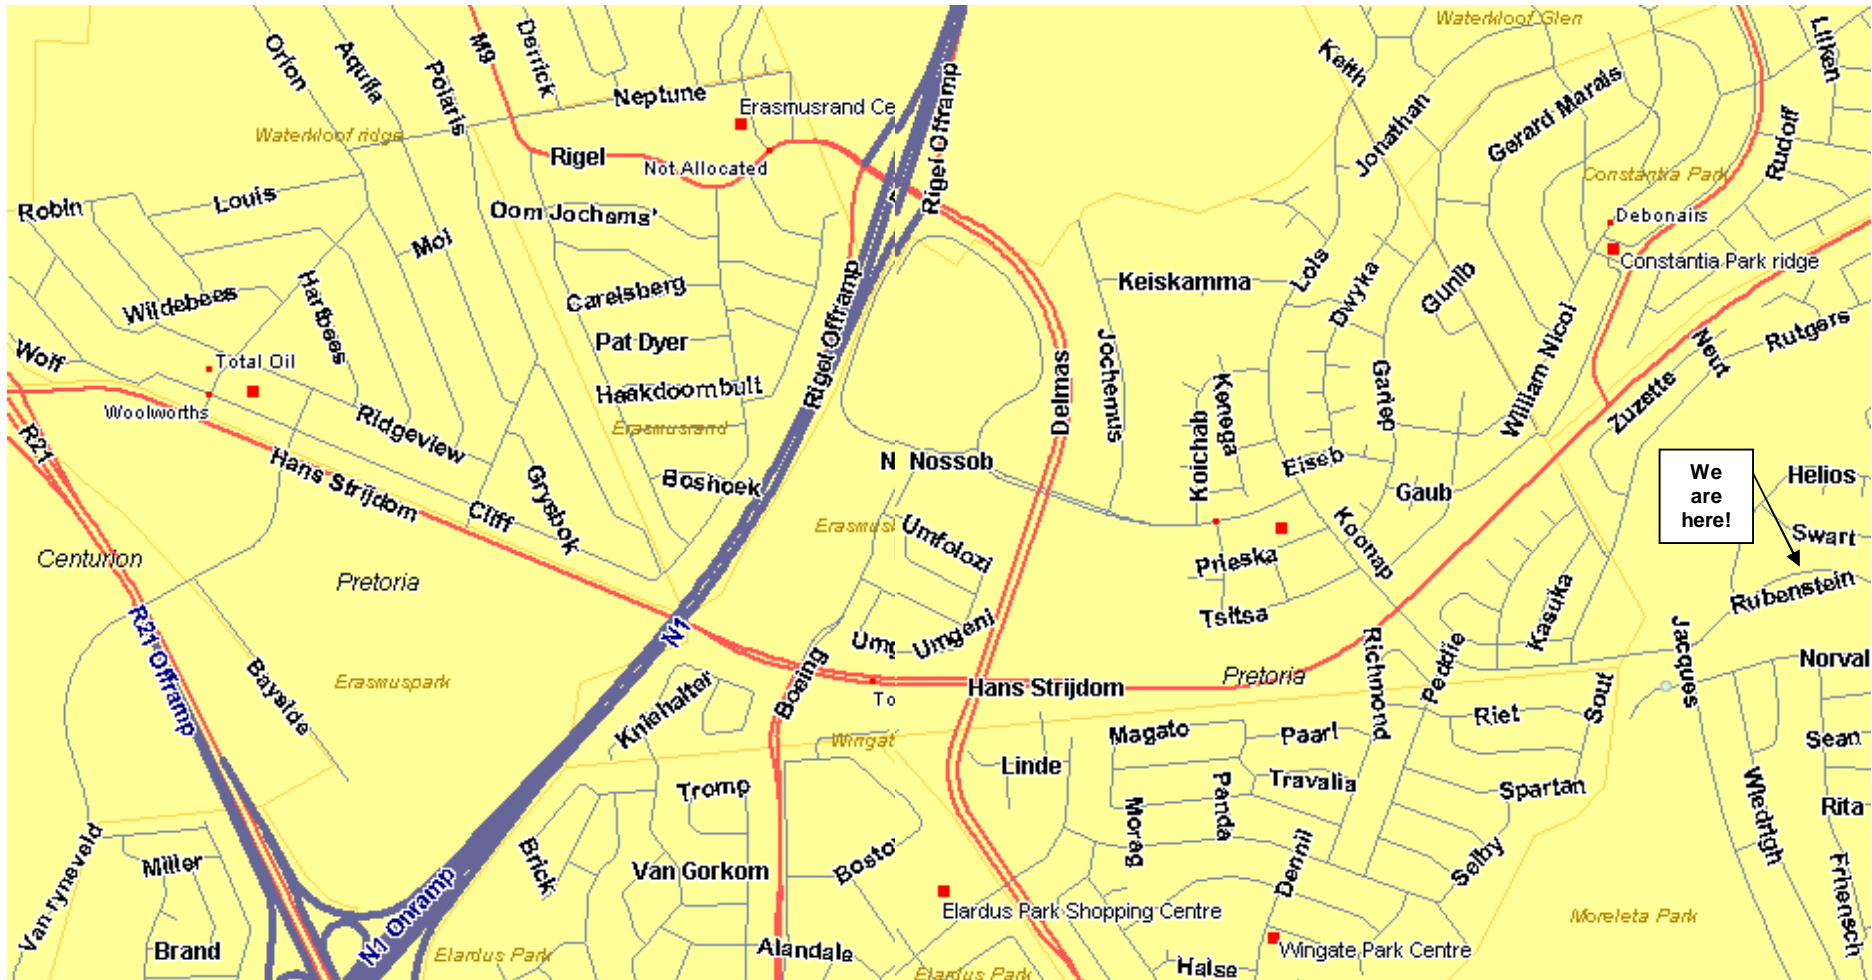 Waterkloof Glen
M9
Derrick
Orion
Aquila
Polaris
Keith
Lilken
Neptune
Erasmusrand Ce
Rigel Offramp
Jonathan
Gerard Marais
Waterkloof ridge
Rigel
Not Allocated
Rudolf
Constantia Park
Robin
Louis
Oom Jochems'
Debonairs
Mol
Constantia Park ridge
Keiskamma
Lois
Dwyka
Gunib
Wildebees
Hartbees
Carelsberg
Rigel Offramp
Pat Dyer
Jochemus
Delmas
Wolf
Total Oil
William Nicol
Neut
Rutgers
Haakdoornbult
Kenega
Gariep
Zuzette
Woolworths
Ridgeview
Erasmusrand
Koichab
R21
Hans Strijdom
N Nossob
Eiseb
We
are
here!
Helios
Boshoek
Gaub
Grysbok
Cliff
Erasmusl
Umfolozi
Koonap
Swart
Centurion
Pretoria
Prieska
Rubenstein
Kasuka
Tsitsa
R21 Offramp
N1
Umgeni
Richmond
Peddie
Jacques
Norval
Bayside
Erasmuspark
Boeing
Pretoria
Hans Strijdom
To
Kniehalter
Sout
Riet
Wingat
Magato
Paarl
Sean
Linde
Travalia
Spartan
Tromp
Panda
Wiedrigh
Rita
Morag
Van ryneveld
Miller
Brick
Van Gorkom
Bosto
Dennil
Selby
Frhensch
N1 Onramp
Elardus Park Shopping Centre
Moreleta Park
Brand
Elardus Park
Alandale
Wingate Park Centre
Elardus Park
Halse